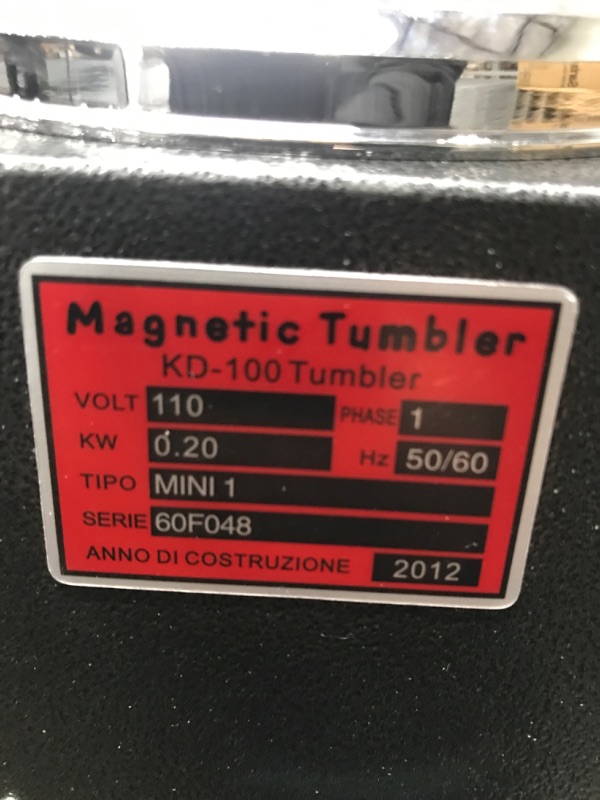 Magnetic Tumbler
KD-100 Tumbler
VOLT 110 PHASE 1
KW 0.20 Hz 50/60
TIPO MINI 1
SERIE 60F048
ANNO DI COSTRUZIONE 2012